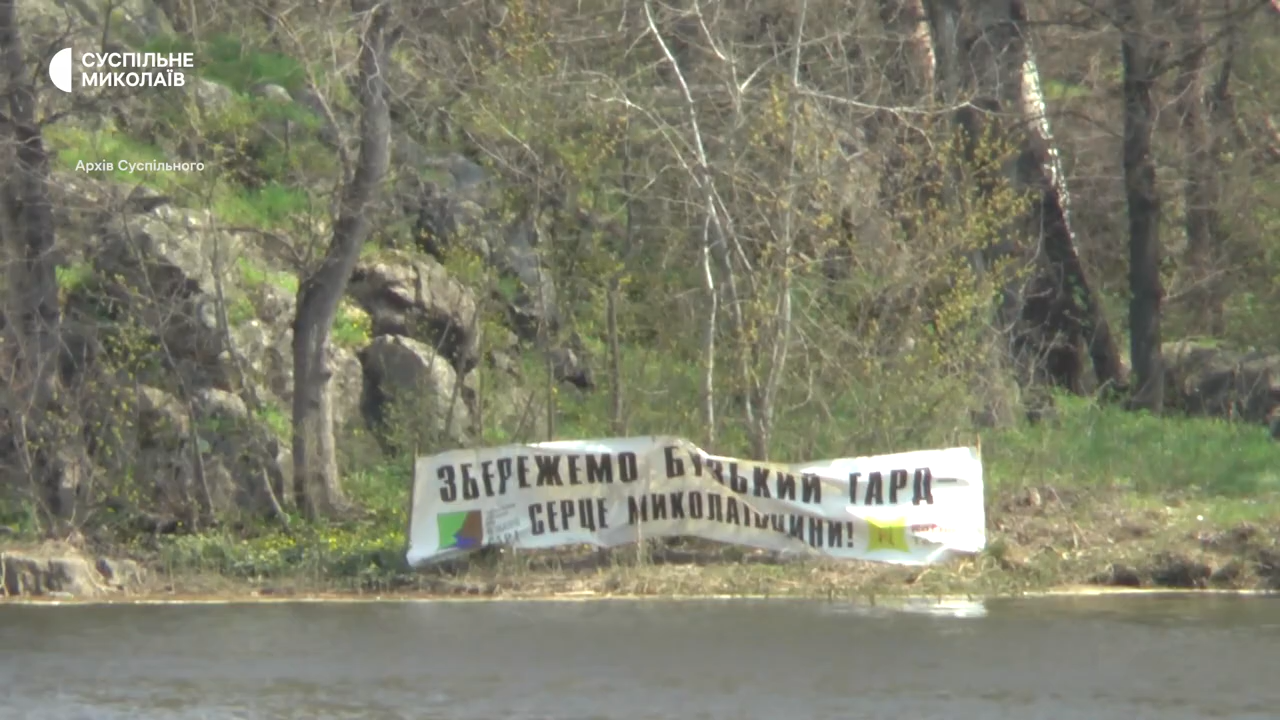 СУСПІЛЬНЕ
МИКОЛАЇВ
Архів Суспільного
ЗБЕРЕЖЕМО БУЗЬКИЙ ГАРД-
СЕРЦЕ МИКОЛАЇВЩИНИ!